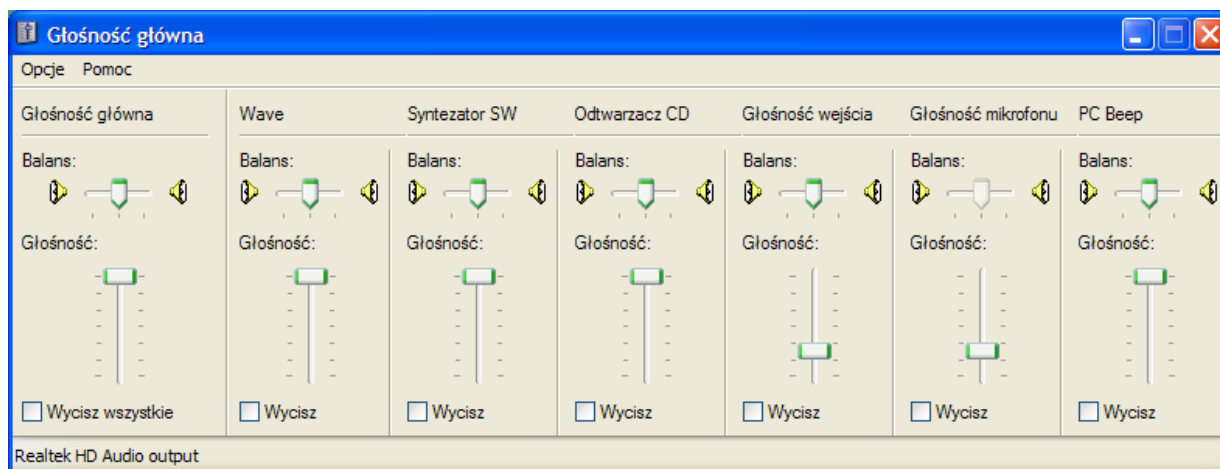 Głośność główna
Opcje Pomoc
Głośność główna Wave Syntezator SW Odtwarzacz CD Głośność wejścia Głośność mikrofonu PC Beep
Balans: Balans: Balans: Balans: Balans: Balans: Balans:
Głośność: Głośność: Głośność: Głośność: Głośność: Głośność: Głośność:
Wycisz wszystkie Wycisz Wycisz Wycisz Wycisz Wycisz Wycisz
Realtek HD Audio output